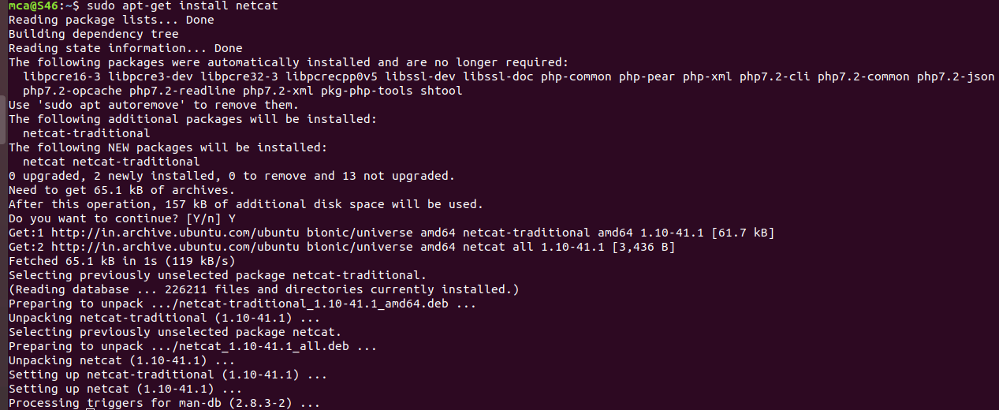 mca@S46:~$ sudo apt-get install netcat
Reading package lists... Done
Building dependency tree
Reading state information... Done
The following packages were automatically installed and are no longer required:
  libpcre16-3 libpcre3-dev libpcre32-3 libpcrecpp0v5 libssl-dev libssl-doc php-common php-pear php-xml php7.2-cli php7.2-common php7.2-json
  php7.2-opcache php7.2-readline php7.2-xml pkg-php-tools shtool
Use 'sudo apt autoremove' to remove them.
The following additional packages will be installed:
  netcat-traditional
The following NEW packages will be installed:
  netcat netcat-traditional
0 upgraded, 2 newly installed, 0 to remove and 13 not upgraded.
Need to get 65.1 kB of archives.
After this operation, 157 kB of additional disk space will be used.
Do you want to continue? [Y/n] Y
Get:1 http://in.archive.ubuntu.com/ubuntu bionic/universe amd64 netcat-traditional amd64 1.10-41.1 [61.7 kB]
Get:2 http://in.archive.ubuntu.com/ubuntu bionic/universe amd64 netcat all 1.10-41.1 [3,436 B]
Fetched 65.1 kB in 1s (119 kB/s)
Selecting previously unselected package netcat-traditional.
(Reading database ... 226211 files and directories currently installed.)
Preparing to unpack .../netcat-traditional_1.10-41.1_amd64.deb ...
Unpacking netcat-traditional (1.10-41.1) ...
Selecting previously unselected package netcat.
Preparing to unpack .../netcat_1.10-41.1_all.deb ...
Unpacking netcat (1.10-41.1) ...
Setting up netcat-traditional (1.10-41.1) ...
Setting up netcat (1.10-41.1) ...
Processing triggers for man-db (2.8.3-2) ...